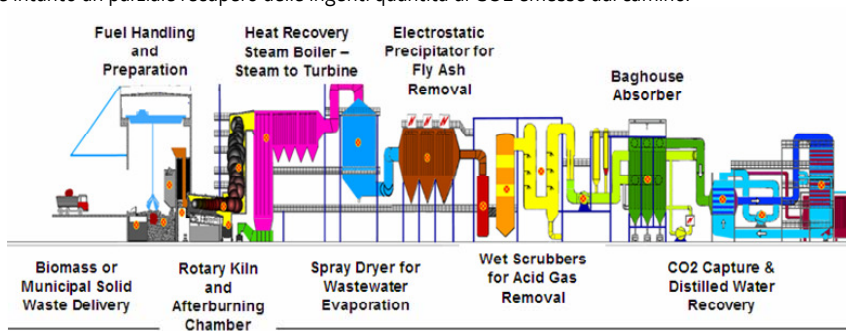 Fuel Handling
and
Preparation
Heat Recovery
Steam Boiler –
Steam to Turbine
Electrostatic
Precipitator for
Fly Ash
Removal
Baghouse
Absorber
Biomass or
Municipal Solid
Waste Delivery
Rotary Kiln
and
Afterburning
Chamber
Spray Dryer for
Wastewater
Evaporation
Wet Scrubbers
for Acid Gas
Removal
CO2 Capture &
Distilled Water
Recovery